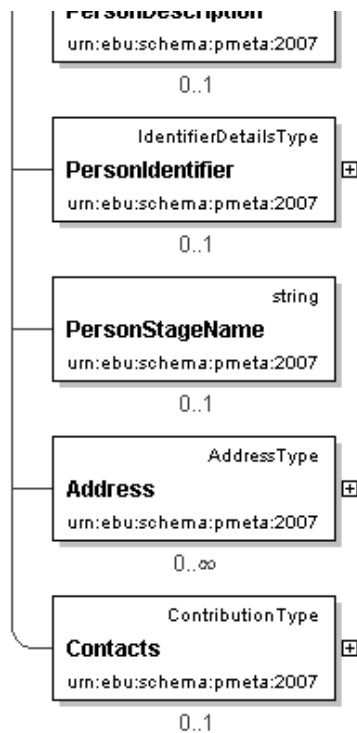 PersonDescription
urn:ebu:schema:pmeta:2007
0..1
IdentifierDetailsType
PersonIdentifier
urn:ebu:schema:pmeta:2007
0..1
string
PersonStageName
urn:ebu:schema:pmeta:2007
0..1
AddressType
Address
urn:ebu:schema:pmeta:2007
0..∞
ContributionType
Contacts
urn:ebu:schema:pmeta:2007
0..1